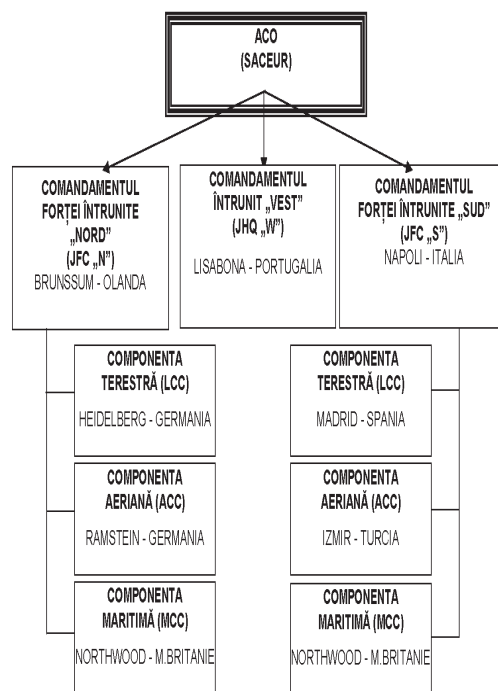 ACO
(SACEUR)
COMANDAMENTUL
FORȚEI ÎNTRUNITE
„NORD”
(JFC „N”)
BRUNSSUM - OLANDA
COMANDAMENTUL
ÎNTRUNIT „VEST”
(JHQ „W”)
LISABONA - PORTUGALIA
COMANDAMENTUL
FORȚEI ÎNTRUNITE „SUD”
(JFC „S”)
NAPOLI - ITALIA
COMPONENTA
TERESTRĂ (LCC)
HEIDELBERG - GERMANIA
COMPONENTA
AERIANĂ (ACC)
RAMSTEIN - GERMANIA
COMPONENTA
MARITIMĂ (MCC)
NORTHWOOD - M.BRITANIE
COMPONENTA
TERESTRĂ (LCC)
MADRID - SPANIA
COMPONENTA
AERIANĂ (ACC)
IZMIR - TURCIA
COMPONENTA
MARITIMĂ (MCC)
NORTHWOOD - M.BRITANIE